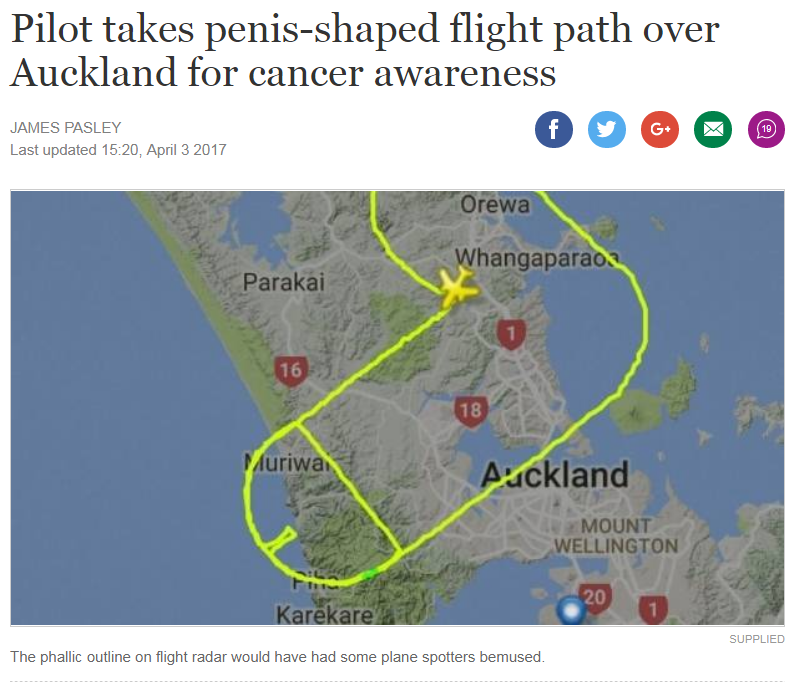 Pilot takes penis-shaped flight path over
Auckland for cancer awareness
JAMES PASLEY
Last updated 15:20, April 3 2017
f
G+
19
Orewa
Whangaparaoa
Parakai
1
16
18
Muriwai
Auckland
MOUNT
WELLINGTON
Piha
Karekare
20
1
SUPPLIED
The phallic outline on flight radar would have had some plane spotters bemused.